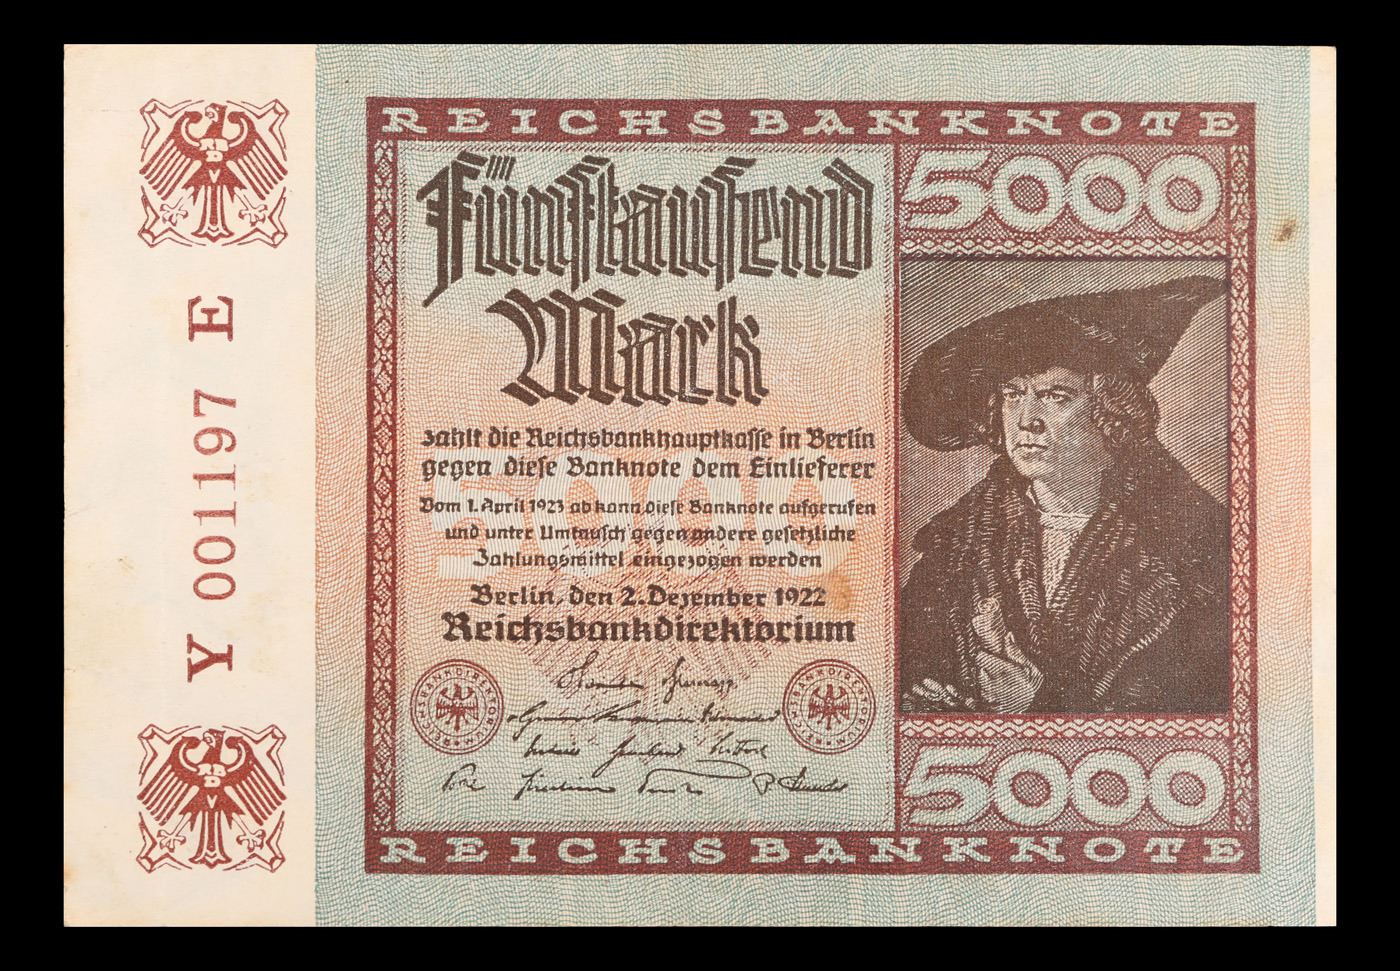 Y 001197 E
REICHSBANKNOTE
5000
Fünftausend
Mark
zahlt die Reichsbankhauptkasse in Berlin
gegen diese Banknote dem Einlieferer
Vom 1. April 1923 ab kann diese Banknote aufgerufen
und unter Umtausch gegen andere gesetzliche
Zahlungsmittel eingezogen werden
Berlin, den 2. Dezember 1922
Reichsbankdirektorium
5000
5000
REICHSBANKNOTE